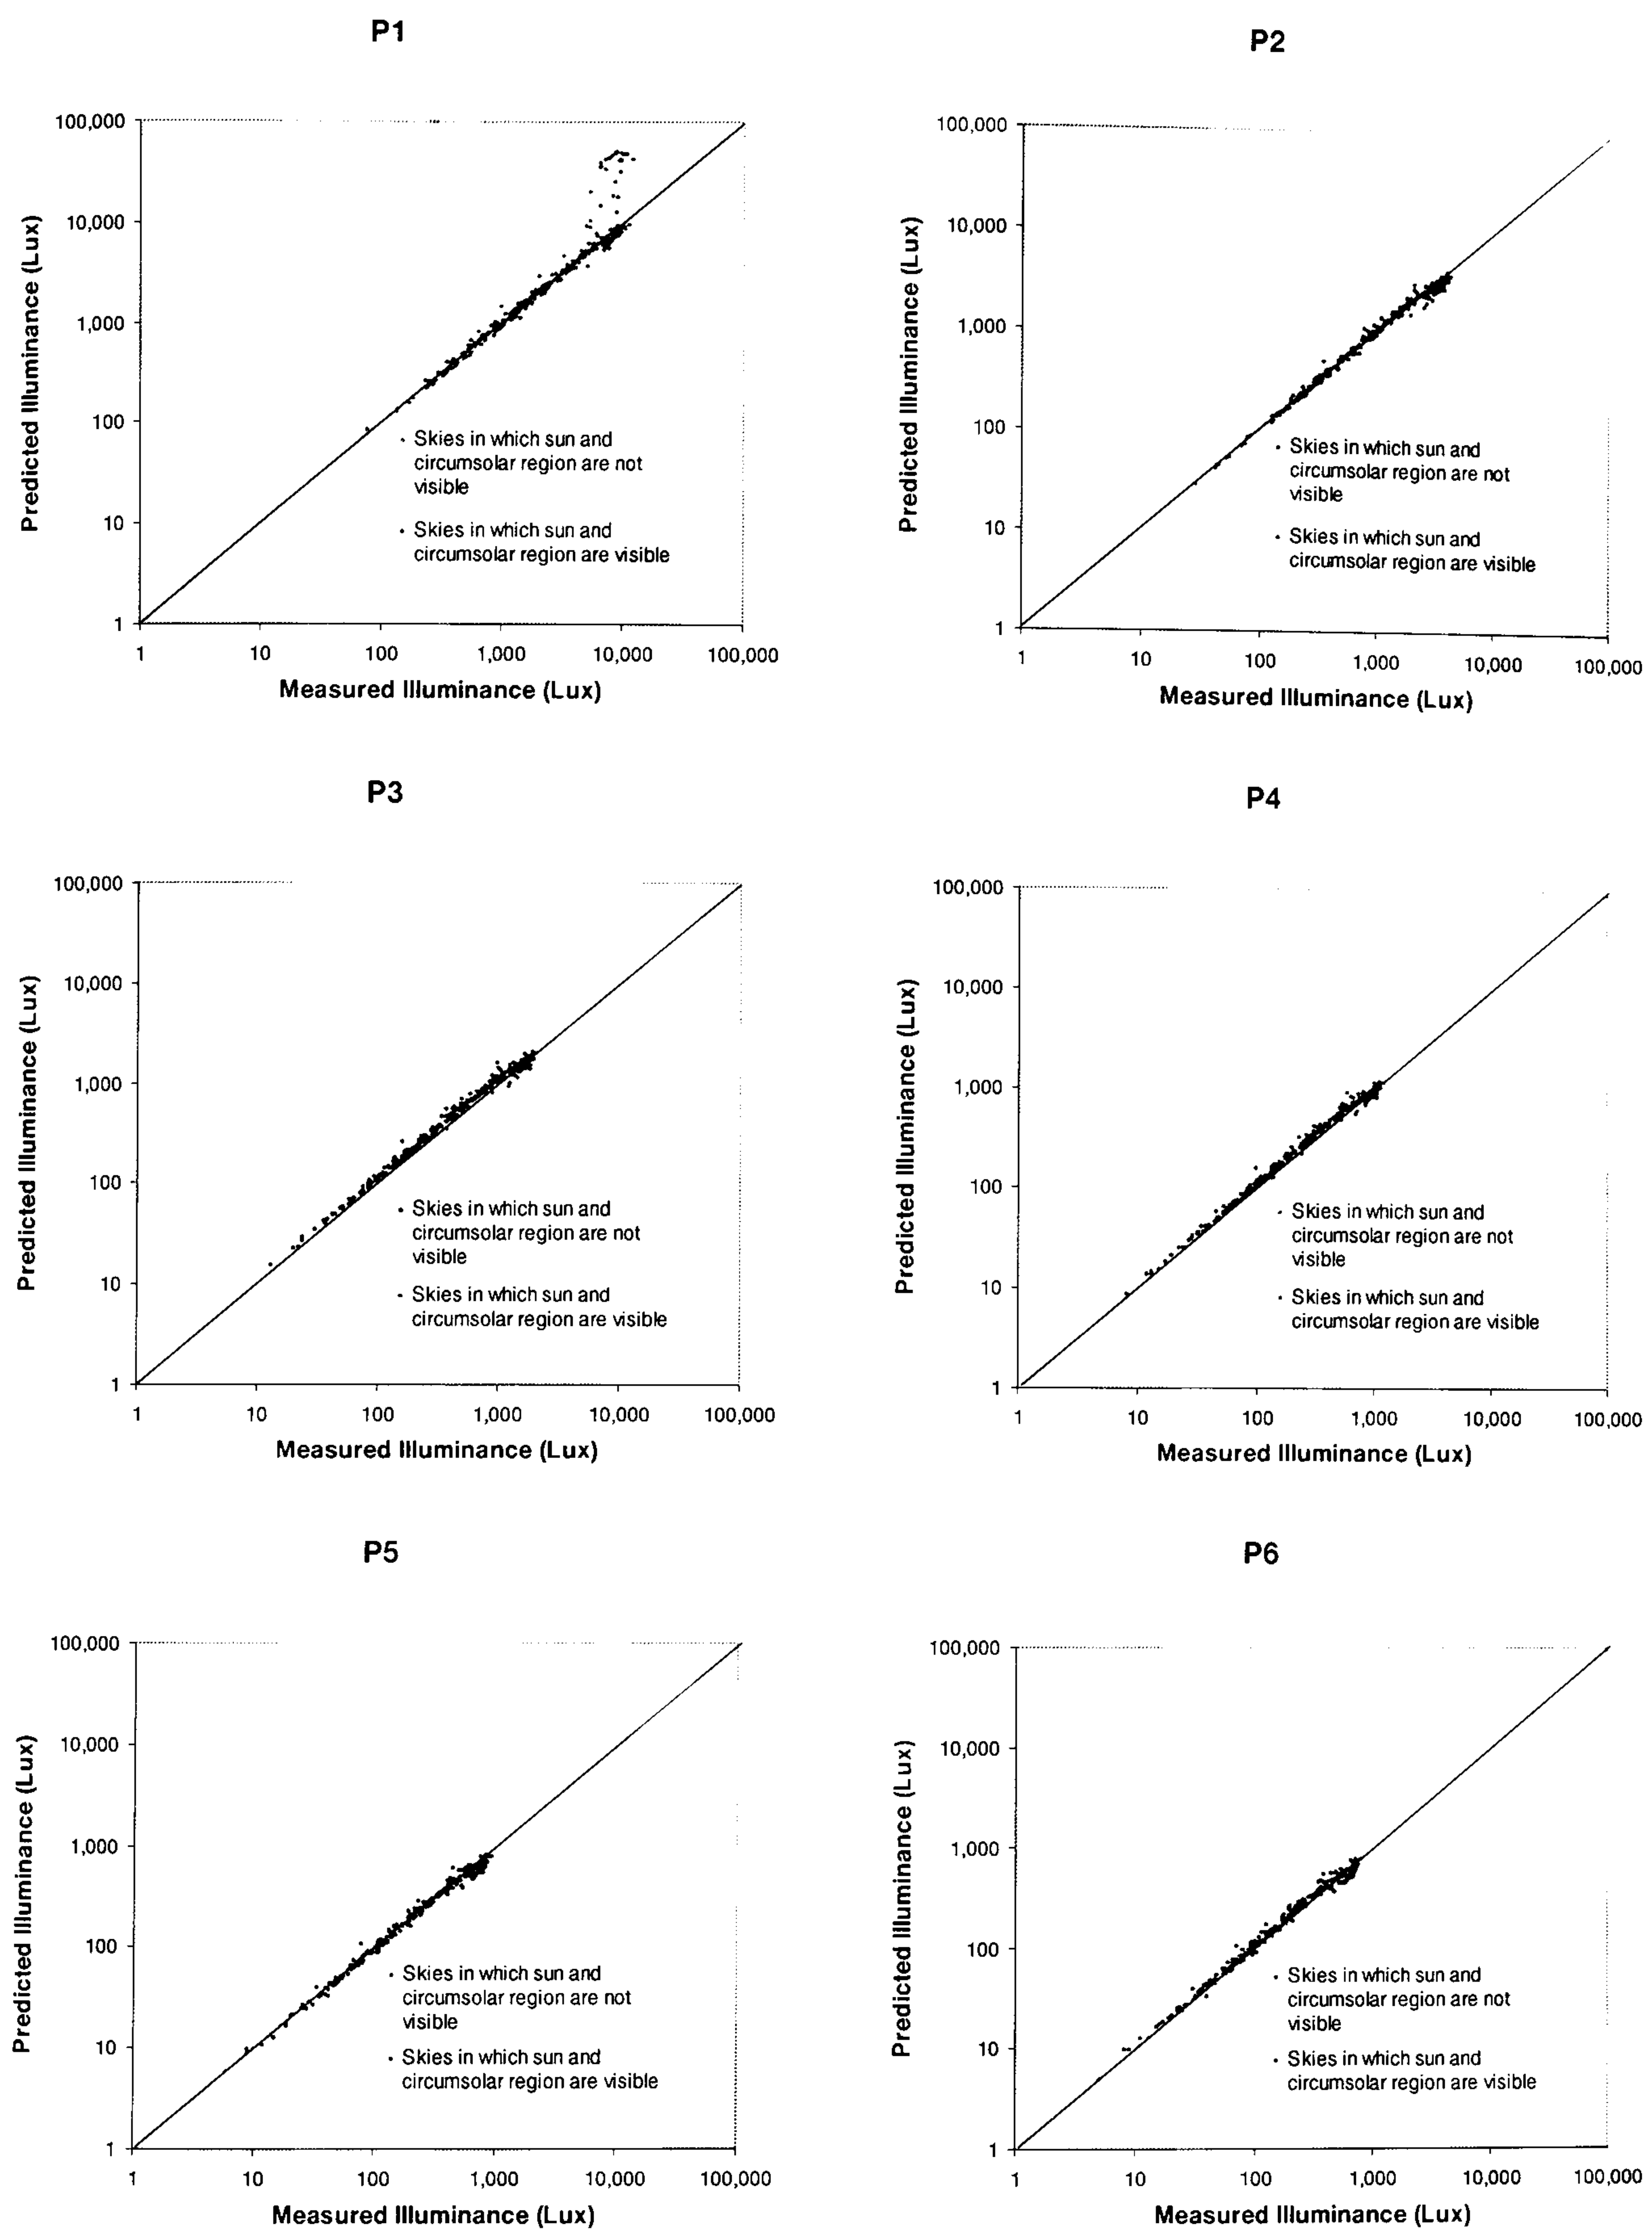 P1
100,000
10,000
1,000
100
10
1
Predicted Illuminance (Lux)
· Skies in which sun and
circumsolar region are not
visible
· Skies in which sun and
circumsolar region are visible
1 10 100 1,000 10,000 100,000
Measured Illuminance (Lux)
P2
100,000
10,000
1,000
100
10
1
Predicted Illuminance (Lux)
· Skies in which sun and
circumsolar region are not
visible
· Skies in which sun and
circumsolar region are visible
1 10 100 1,000 10,000 100,000
Measured Illuminance (Lux)
P3
100,000
10,000
1,000
100
10
1
Predicted Illuminance (Lux)
· Skies in which sun and
circumsolar region are not
visible
· Skies in which sun and
circumsolar region are visible
1 10 100 1,000 10,000 100,000
Measured Illuminance (Lux)
P4
100,000
10,000
1,000
100
10
1
Predicted Illuminance (Lux)
· Skies in which sun and
circumsolar region are not
visible
· Skies in which sun and
circumsolar region are visible
1 10 100 1,000 10,000 100,000
Measured Illuminance (Lux)
P5
100,000
10,000
1,000
100
10
1
Predicted Illuminance (Lux)
· Skies in which sun and
circumsolar region are not
visible
· Skies in which sun and
circumsolar region are visible
1 10 100 1,000 10,000 100,000
Measured Illuminance (Lux)
P6
100,000
10,000
1,000
100
10
1
Predicted Illuminance (Lux)
· Skies in which sun and
circumsolar region are not
visible
· Skies in which sun and
circumsolar region are visible
1 10 100 1,000 10,000 100,000
Measured Illuminance (Lux)